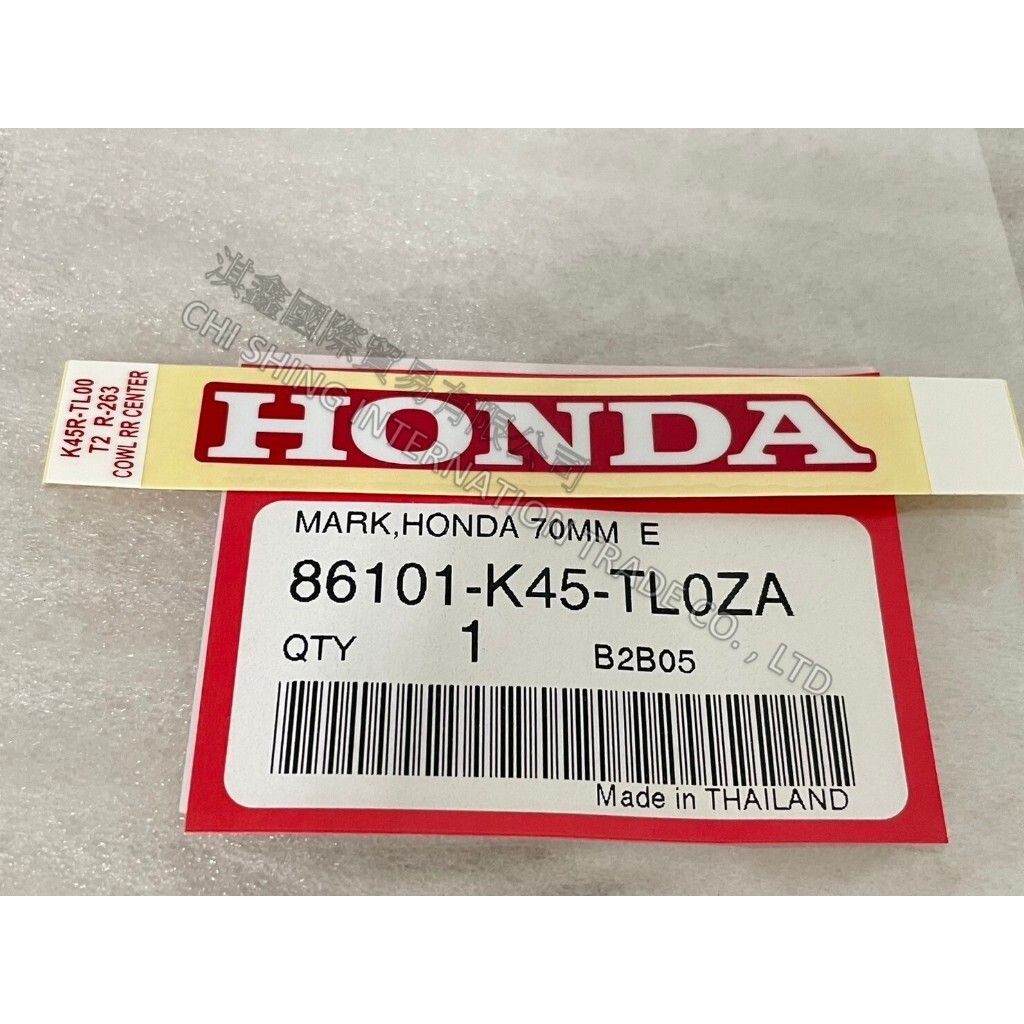 淇鑫國際貿易有限公司
CHI SHING INTERNATION TRADE CO., LTD
K45R-TL00
T2 R-263
COWL RR CENTER
HONDA
MARK,HONDA 70MM E
86101-K45-TL0ZA
QTY 1 B2B05
Made in THAILAND